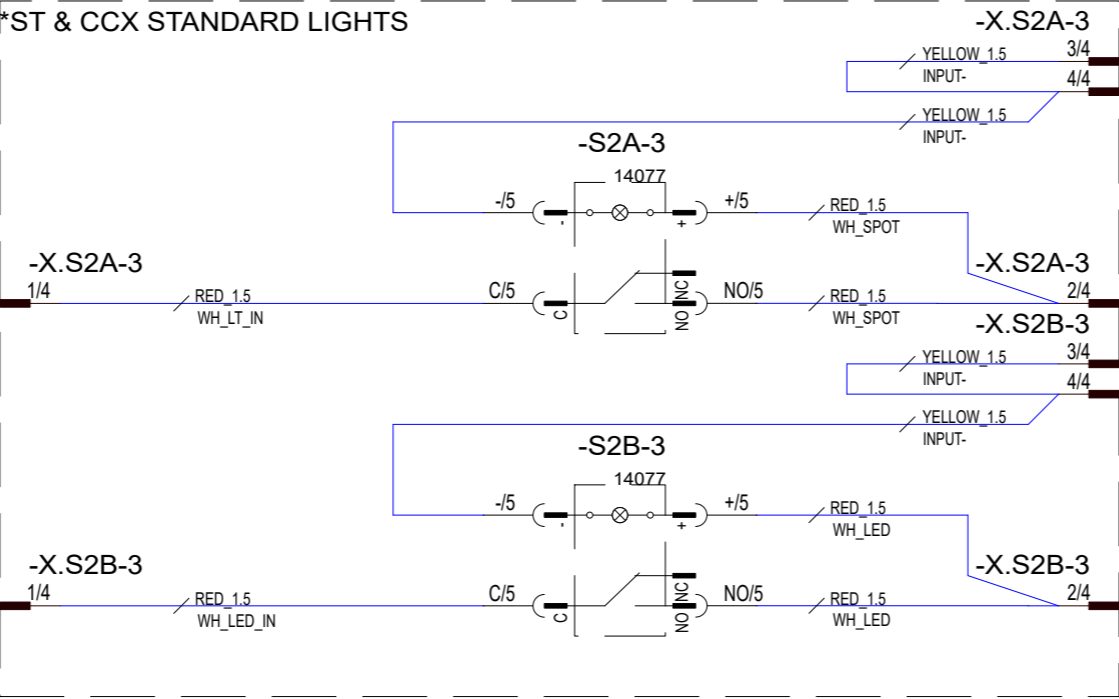 *ST & CCX STANDARD LIGHTS
-X.S2A-3
3/4
YELLOW_1.5
INPUT-
4/4
YELLOW_1.5
INPUT-
-S2A-3
14077
-/5
-
+
+/5
RED_1.5
WH_SPOT
-X.S2A-3
1/4
RED_1.5
WH_LT_IN
C/5
C
NO NC
NO/5
RED_1.5
WH_SPOT
-X.S2A-3
2/4
-X.S2B-3
3/4
YELLOW_1.5
INPUT-
4/4
YELLOW_1.5
INPUT-
-S2B-3
14077
-/5
-
+
+/5
RED_1.5
WH_LED
-X.S2B-3
1/4
RED_1.5
WH_LED_IN
C/5
C
NO NC
NO/5
RED_1.5
WH_LED
-X.S2B-3
2/4